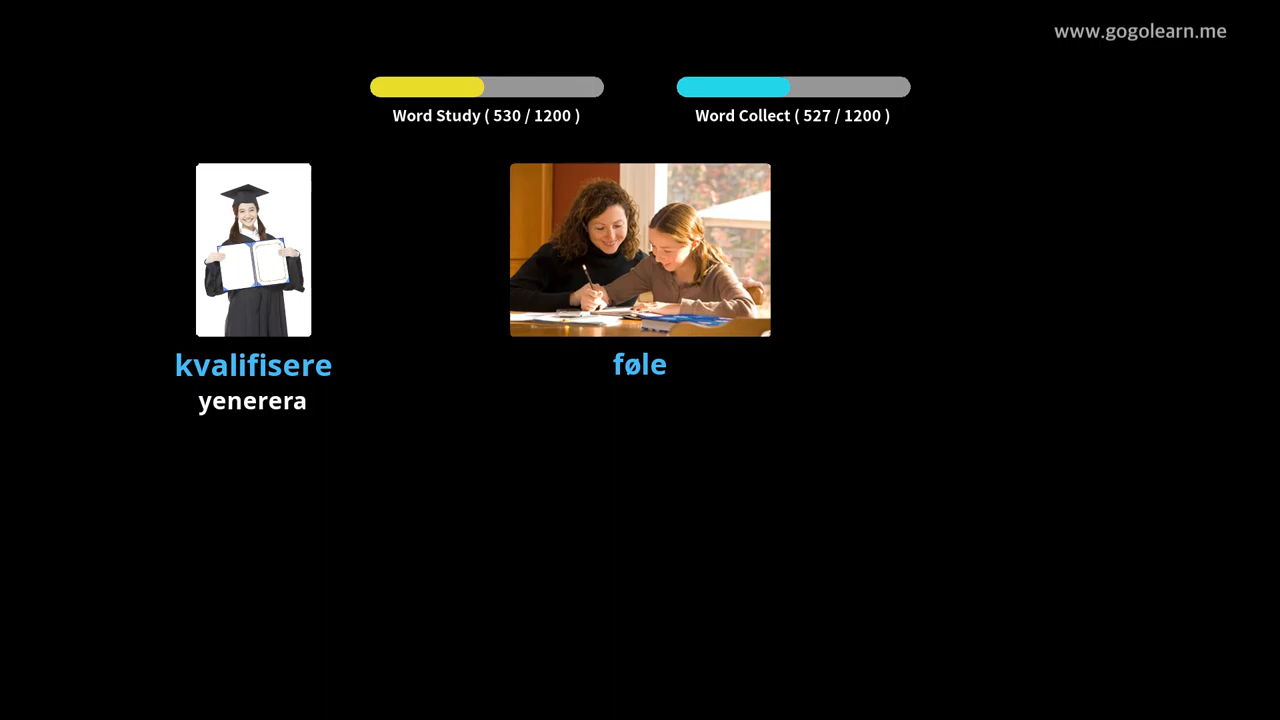 www.gogolearn.me
Word Study ( 530 / 1200 )
Word Collect ( 527 / 1200 )
kvalifisere
yenerera
føle